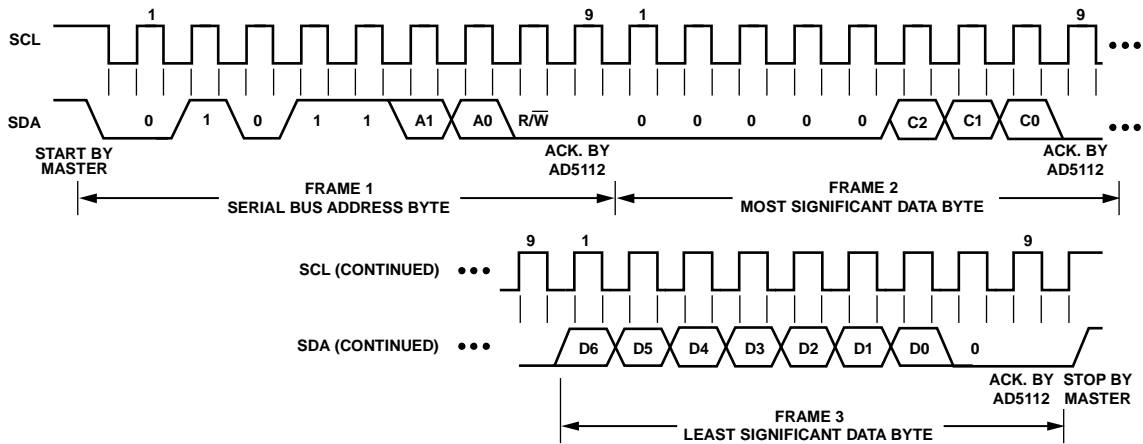 1 9 1 9
SCL
SDA 0 1 0 1 1 A1 A0 R/W̅ 0 0 0 0 0 C2 C1 C0
START BY
MASTER
ACK. BY
AD5112
ACK. BY
AD5112
FRAME 1
SERIAL BUS ADDRESS BYTE
FRAME 2
MOST SIGNIFICANT DATA BYTE
9 1 9
SCL (CONTINUED)
SDA (CONTINUED) D6 D5 D4 D3 D2 D1 D0 0
ACK. BY
AD5112
STOP BY
MASTER
FRAME 3
LEAST SIGNIFICANT DATA BYTE